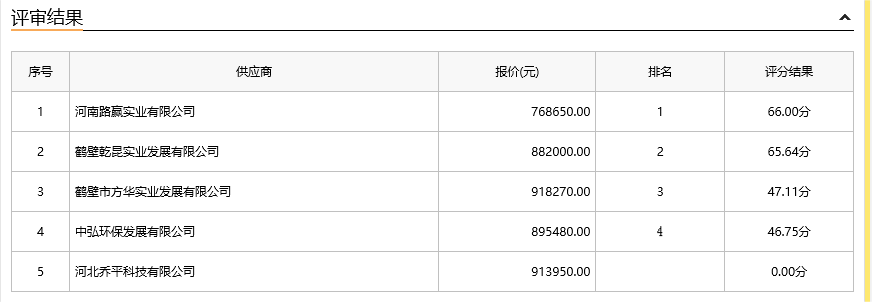 评审结果
序号 供应商 报价(元) 排名 评分结果
1 河南路赢实业有限公司 768650.00 1 66.00分
2 鹤壁乾昆实业发展有限公司 882000.00 2 65.64分
3 鹤壁市方华实业发展有限公司 918270.00 3 47.11分
4 中弘环保发展有限公司 895480.00 4 46.75分
5 河北乔平科技有限公司 913950.00 0.00分